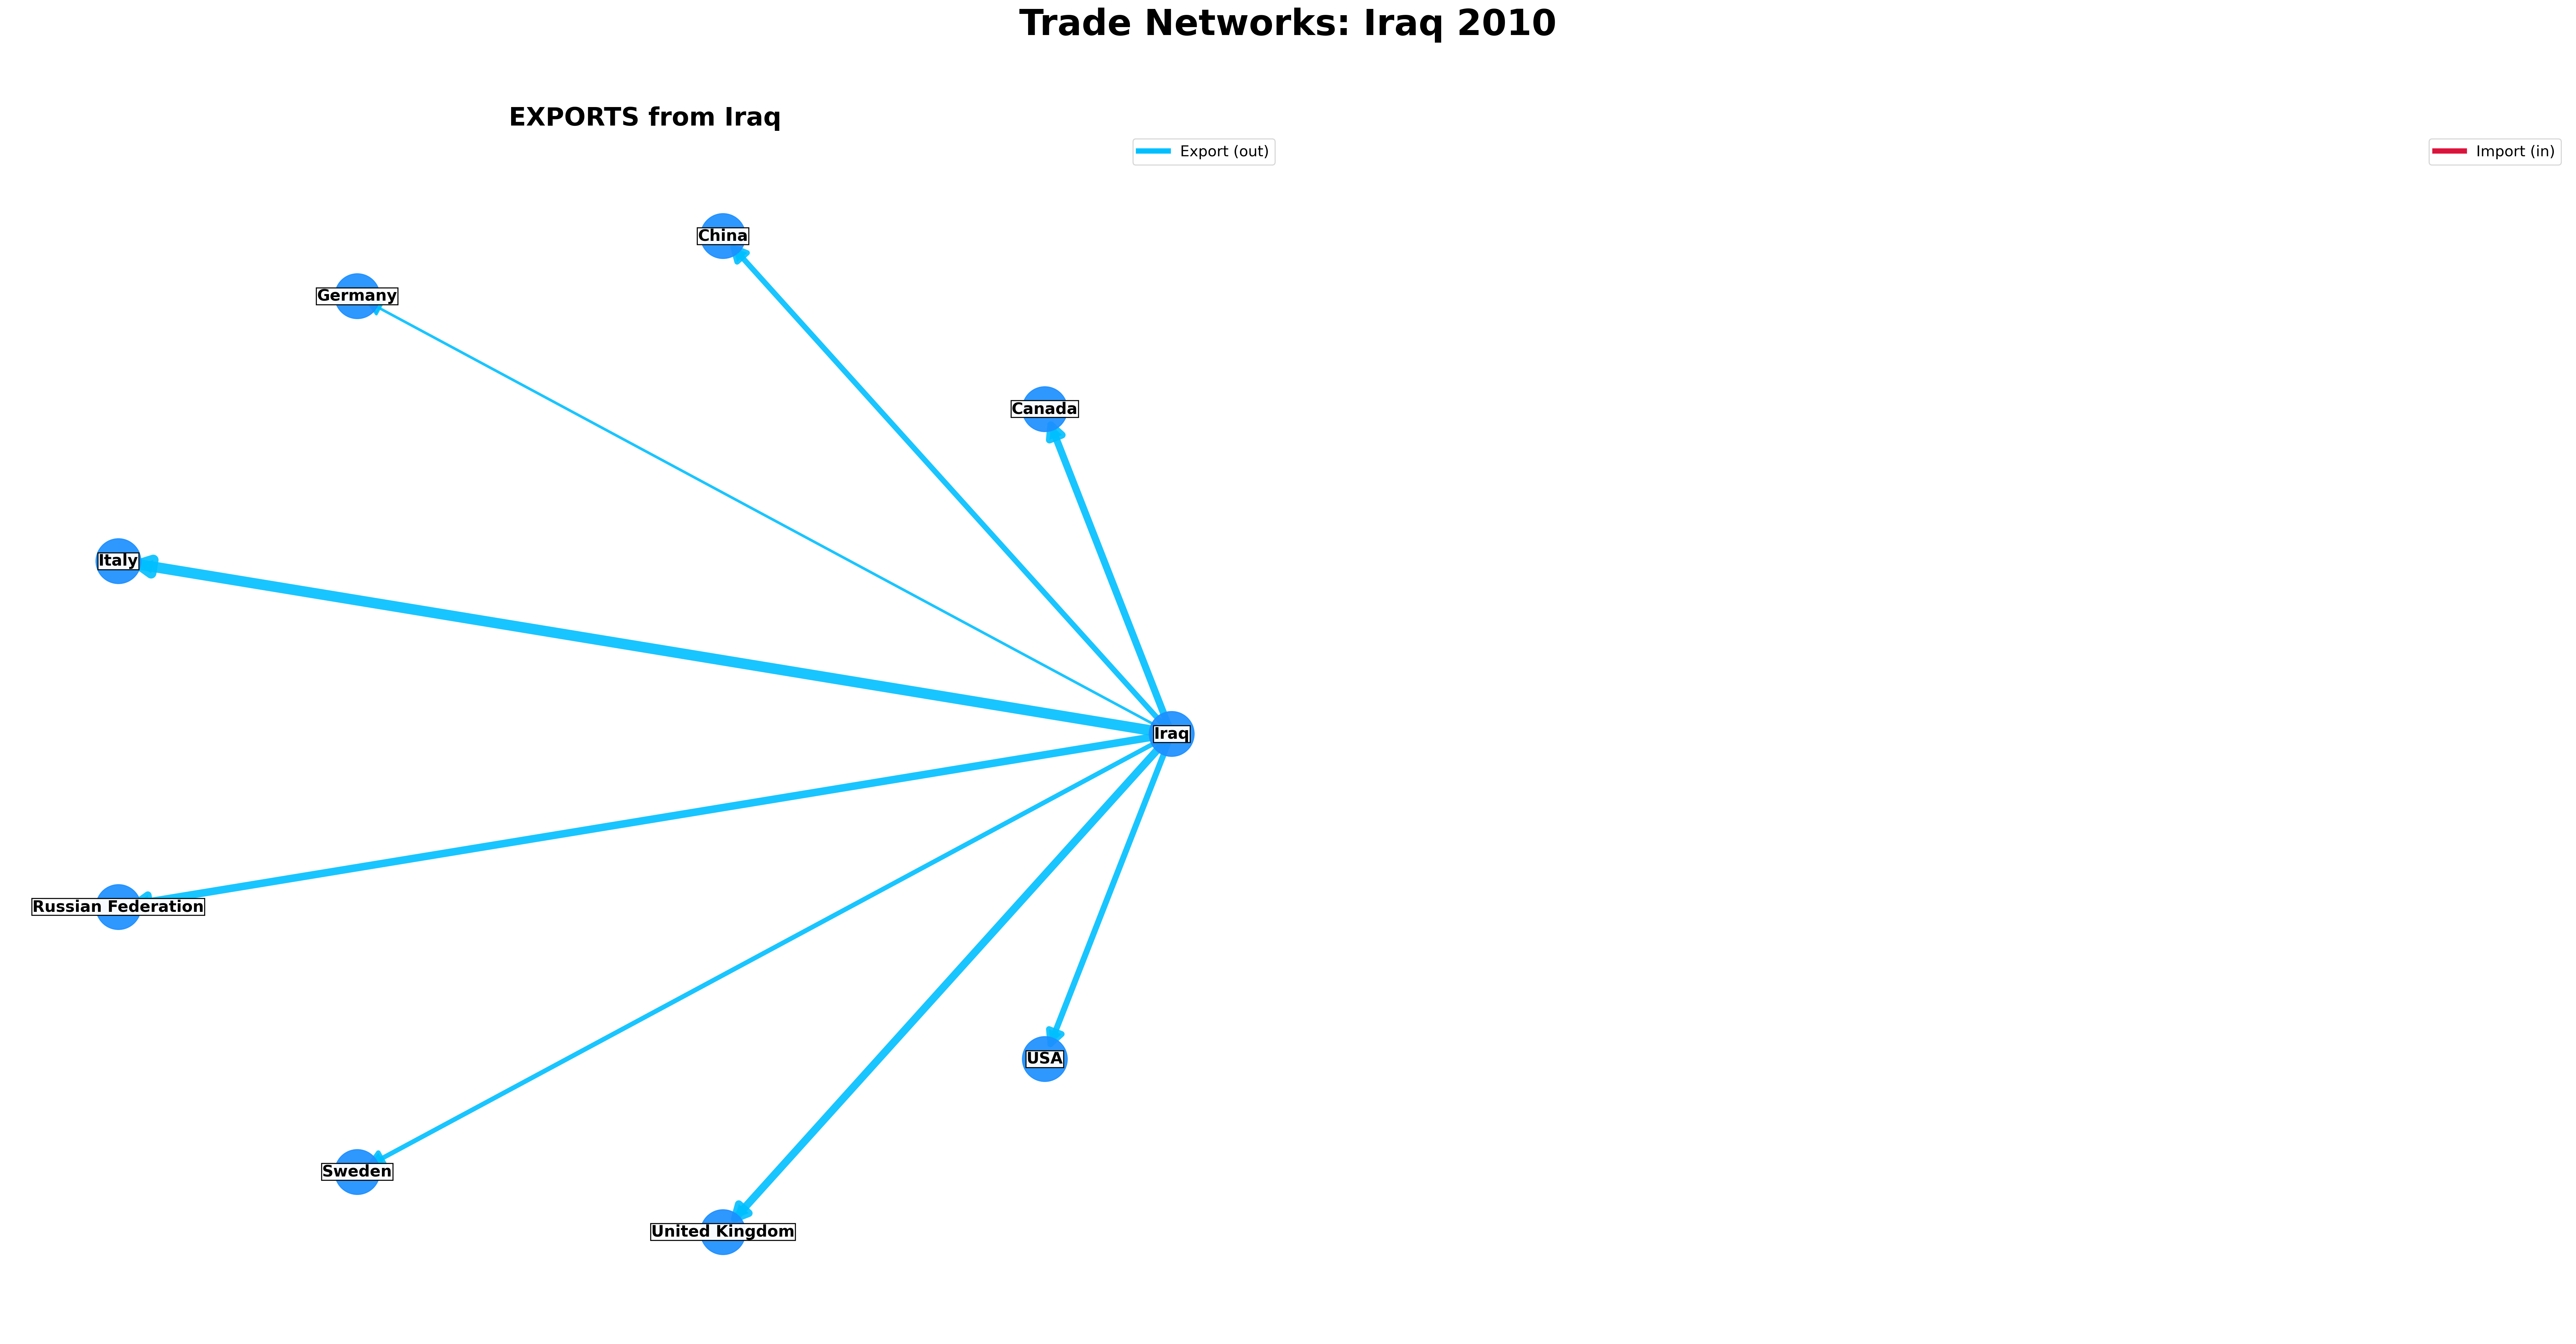 Trade Networks: Iraq 2010
EXPORTS from Iraq
Export (out)
Import (in)
China
Germany
Canada
Italy
Iraq
Russian Federation
USA
Sweden
United Kingdom